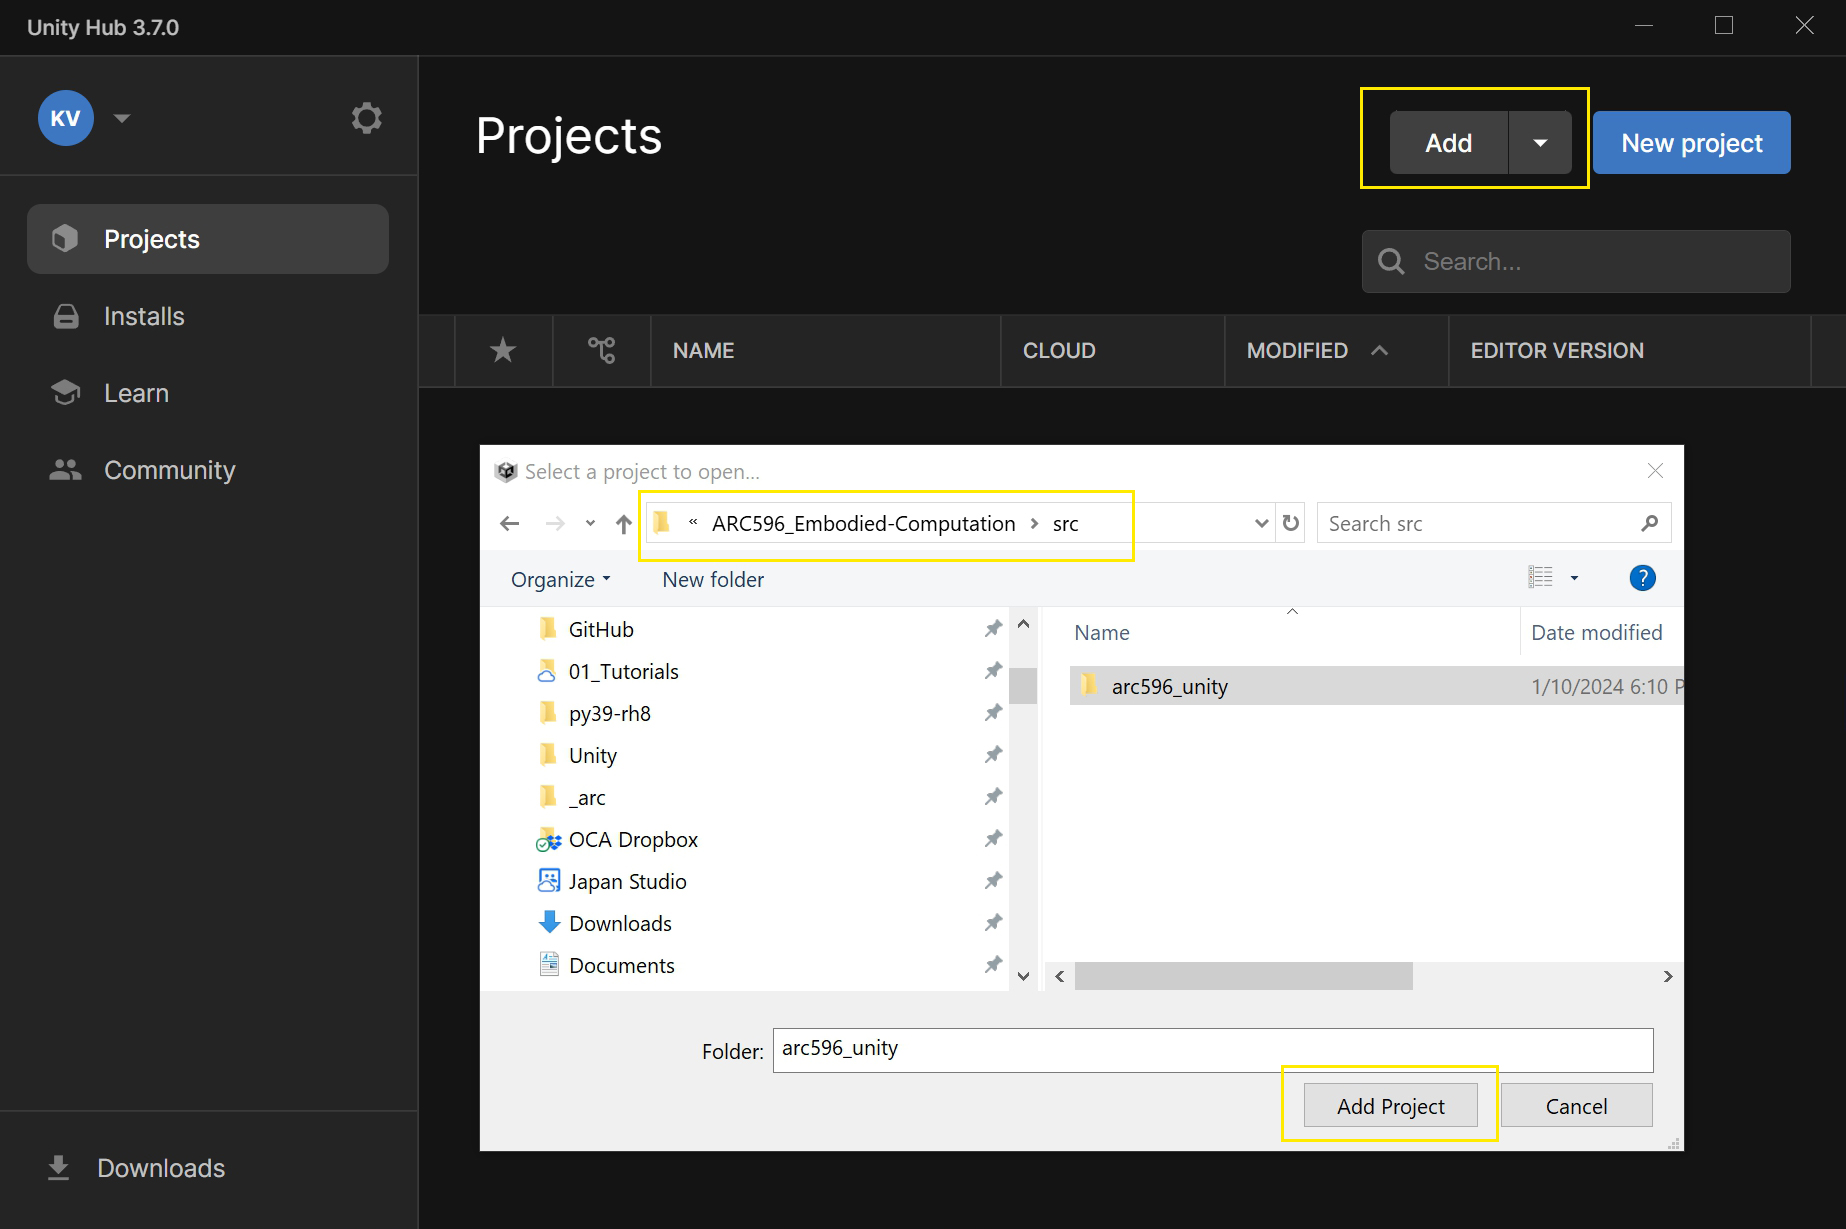 Unity Hub 3.7.0
KV
Projects
Installs
Learn
Community
Downloads
Projects
Add
New project
Search...
NAME CLOUD MODIFIED EDITOR VERSION
Select a project to open...
« ARC596_Embodied-Computation > src
Search src
Organize New folder
?
GitHub
01_Tutorials
py39-rh8
Unity
_arc
OCA Dropbox
Japan Studio
Downloads
Documents
Name Date modified
arc596_unity 1/10/2024 6:10 P
Folder: arc596_unity
Add Project Cancel